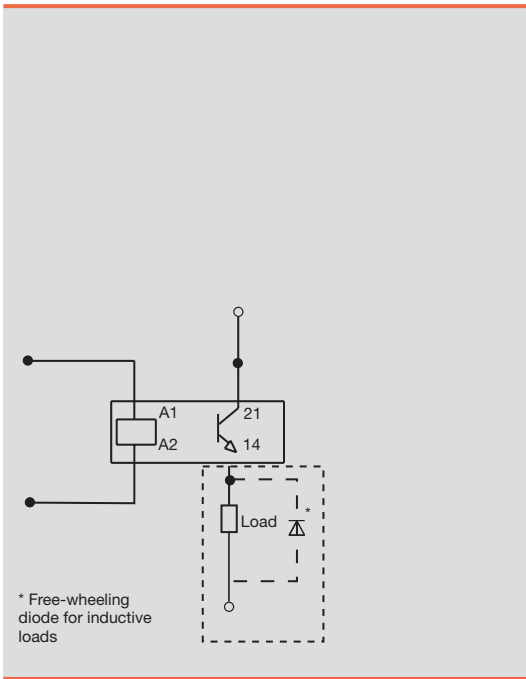 A1
21
A2
14
Load
*
* Free-wheeling
diode for inductive
loads